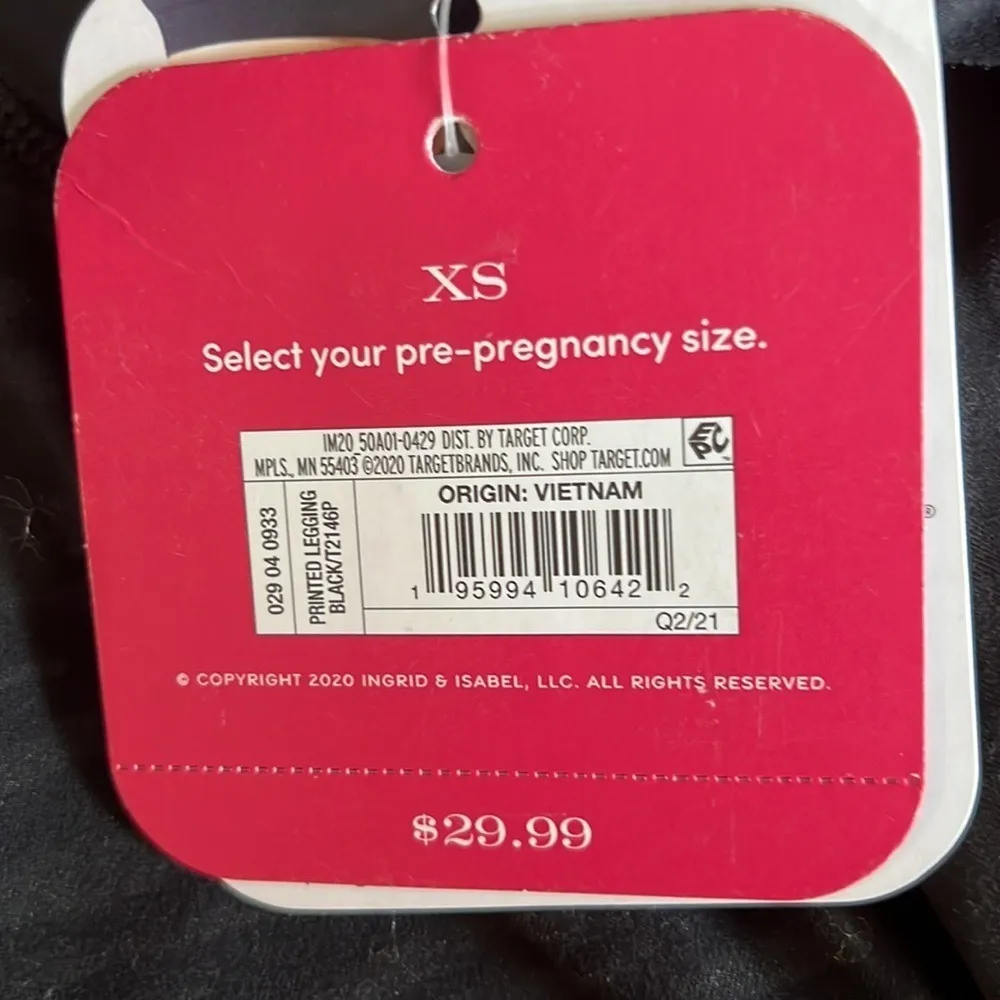 XS
Select your pre-pregnancy size.
IM20 50A01-0429 DIST. BY TARGET CORP.
MPLS., MN 55403 ©2020 TARGETBRANDS, INC. SHOP TARGET.COM
EPC
029 04 0933
PRINTED LEGGING
BLACK/T2146P
ORIGIN: VIETNAM
1 95994 10642 2
Q2/21
© COPYRIGHT 2020 INGRID & ISABEL, LLC. ALL RIGHTS RESERVED.
$29.99
®